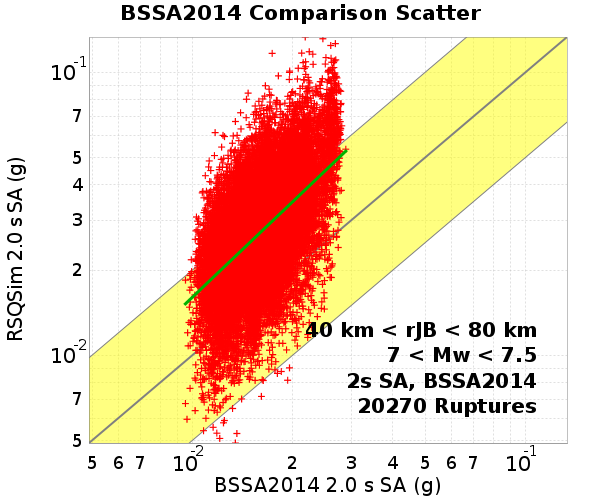 BSSA2014 Comparison Scatter
RSQSim 2.0 s SA (g)
10-1
7
5
4
3
2
10-2
7
5
40 km < rJB < 80 km
7 < Mw < 7.5
2s SA, BSSA2014
20270 Ruptures
5 6 7 10-2 2 3 4 5 6 7 10-1
BSSA2014 2.0 s SA (g)